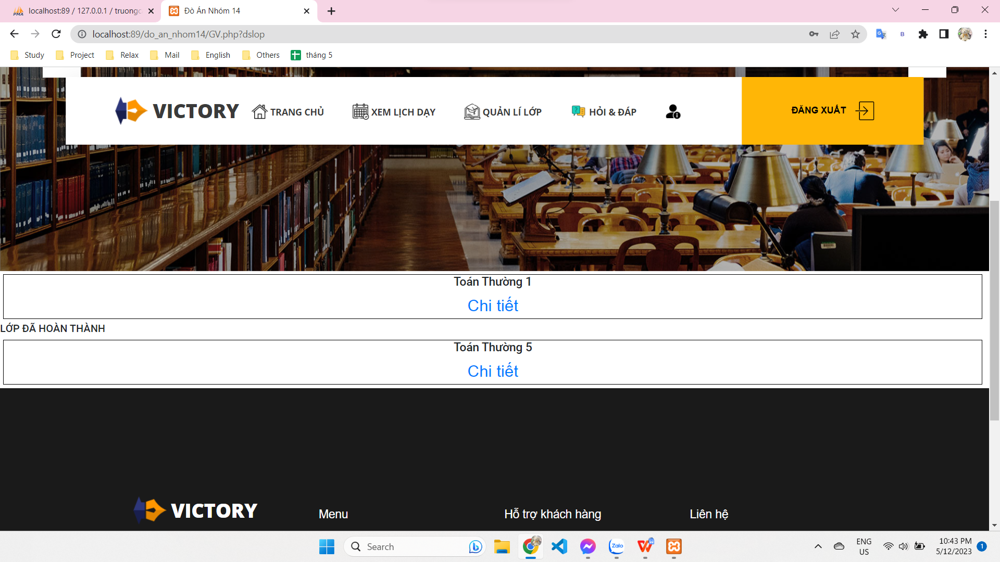 PMA localhost:89 / 127.0.0.1 / truongc
Đồ Án Nhóm 14
localhost:89/do_an_nhom14/GV.php?dslop
B
Study Project Relax Mail English Others tháng 5
VICTORY TRANG CHỦ XEM LỊCH DẠY QUẢN LÍ LỚP HỎI & ĐÁP ĐĂNG XUẤT
Toán Thường 1
Chi tiết
LỚP ĐÃ HOÀN THÀNH
Toán Thường 5
Chi tiết
VICTORY Menu Hỗ trợ khách hàng Liên hệ
Search
Zalo
ENG
US
10:43 PM
5/12/2023
1